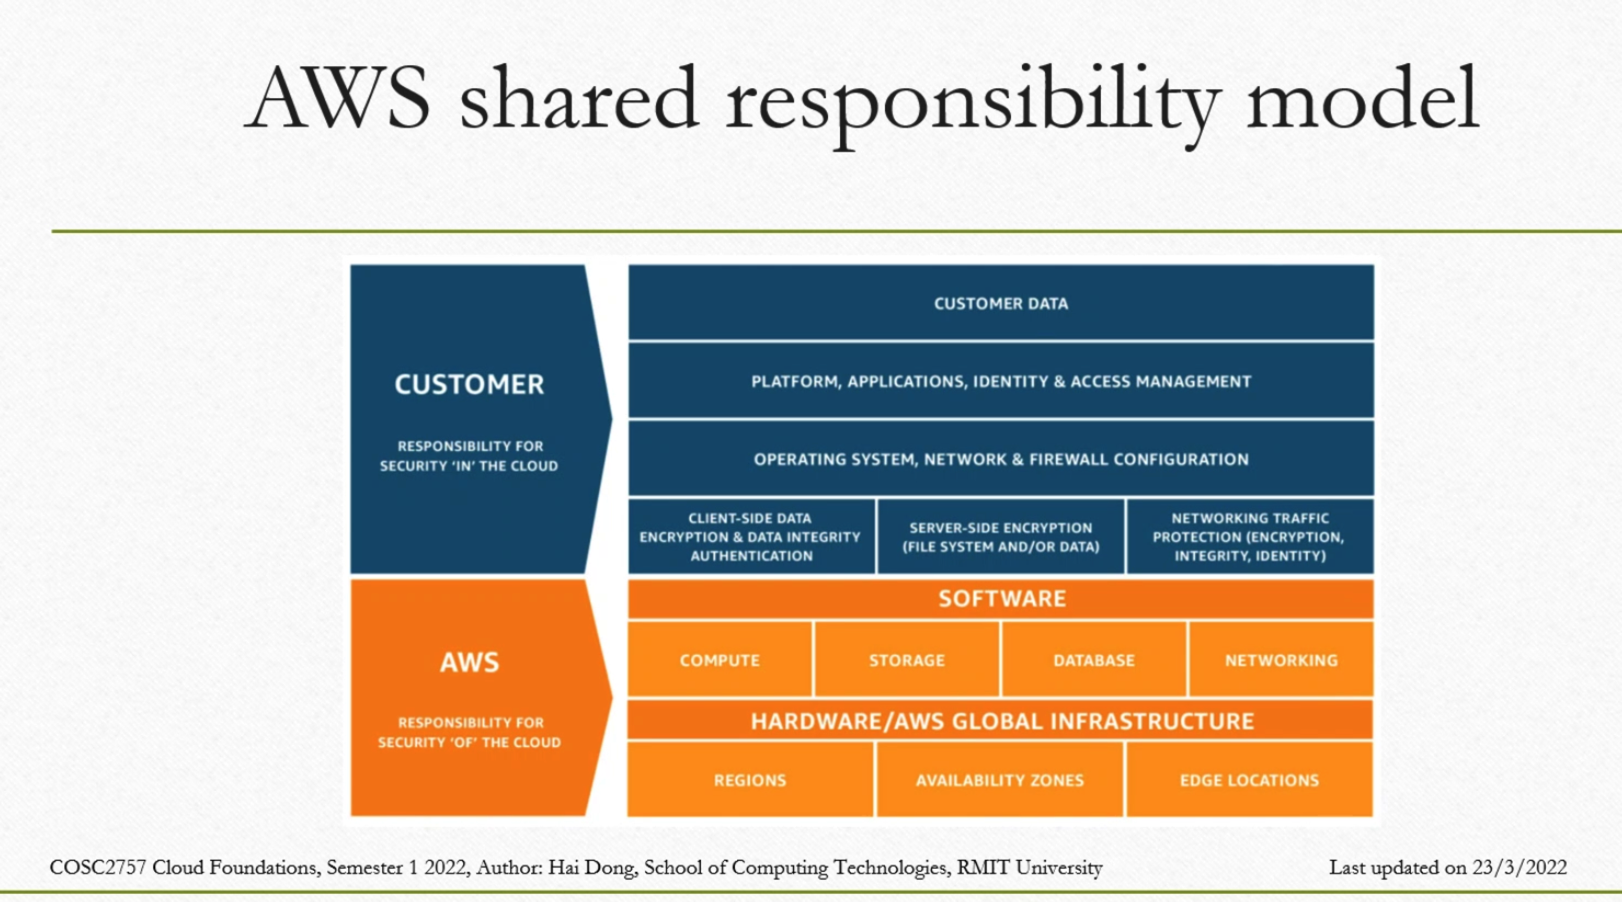 AWS shared responsibility model
CUSTOMER
RESPONSIBILITY FOR
SECURITY ‘IN’ THE CLOUD
CUSTOMER DATA
PLATFORM, APPLICATIONS, IDENTITY & ACCESS MANAGEMENT
OPERATING SYSTEM, NETWORK & FIREWALL CONFIGURATION
CLIENT-SIDE DATA
ENCRYPTION & DATA INTEGRITY
AUTHENTICATION
SERVER-SIDE ENCRYPTION
(FILE SYSTEM AND/OR DATA)
NETWORKING TRAFFIC
PROTECTION (ENCRYPTION,
INTEGRITY, IDENTITY)
AWS
RESPONSIBILITY FOR
SECURITY ‘OF’ THE CLOUD
SOFTWARE
COMPUTE
STORAGE
DATABASE
NETWORKING
HARDWARE/AWS GLOBAL INFRASTRUCTURE
REGIONS
AVAILABILITY ZONES
EDGE LOCATIONS
COSC2757 Cloud Foundations, Semester 1 2022, Author: Hai Dong, School of Computing Technologies, RMIT University
Last updated on 23/3/2022